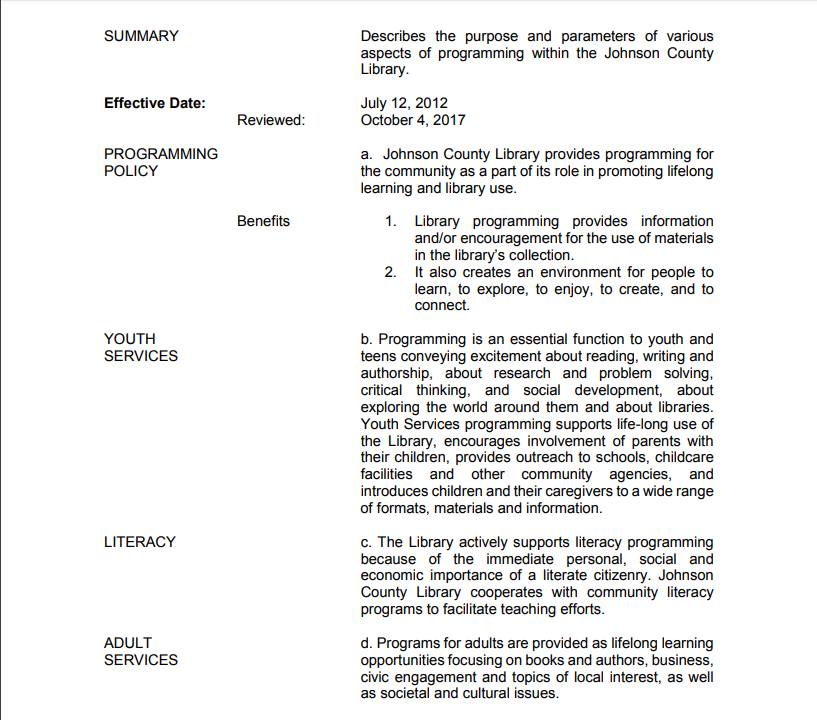 SUMMARY Describes the purpose and parameters of various
aspects of programming within the Johnson County
Library.
Effective Date: July 12, 2012
Reviewed: October 4, 2017
PROGRAMMING a. Johnson County Library provides programming for
POLICY the community as a part of its role in promoting lifelong
learning and library use.
Benefits 1. Library programming provides information
and/or encouragement for the use of materials
in the library's collection.
2. It also creates an environment for people to
learn, to explore, to enjoy, to create, and to
connect.
YOUTH b. Programming is an essential function to youth and
SERVICES teens conveying excitement about reading, writing and
authorship, about research and problem solving,
critical thinking, and social development, about
exploring the world around them and about libraries.
Youth Services programming supports life-long use of
the Library, encourages involvement of parents with
their children, provides outreach to schools, childcare
facilities and other community agencies, and
introduces children and their caregivers to a wide range
of formats, materials and information.
LITERACY c. The Library actively supports literacy programming
because of the immediate personal, social and
economic importance of a literate citizenry. Johnson
County Library cooperates with community literacy
programs to facilitate teaching efforts.
ADULT d. Programs for adults are provided as lifelong learning
SERVICES opportunities focusing on books and authors, business,
civic engagement and topics of local interest, as well
as societal and cultural issues.